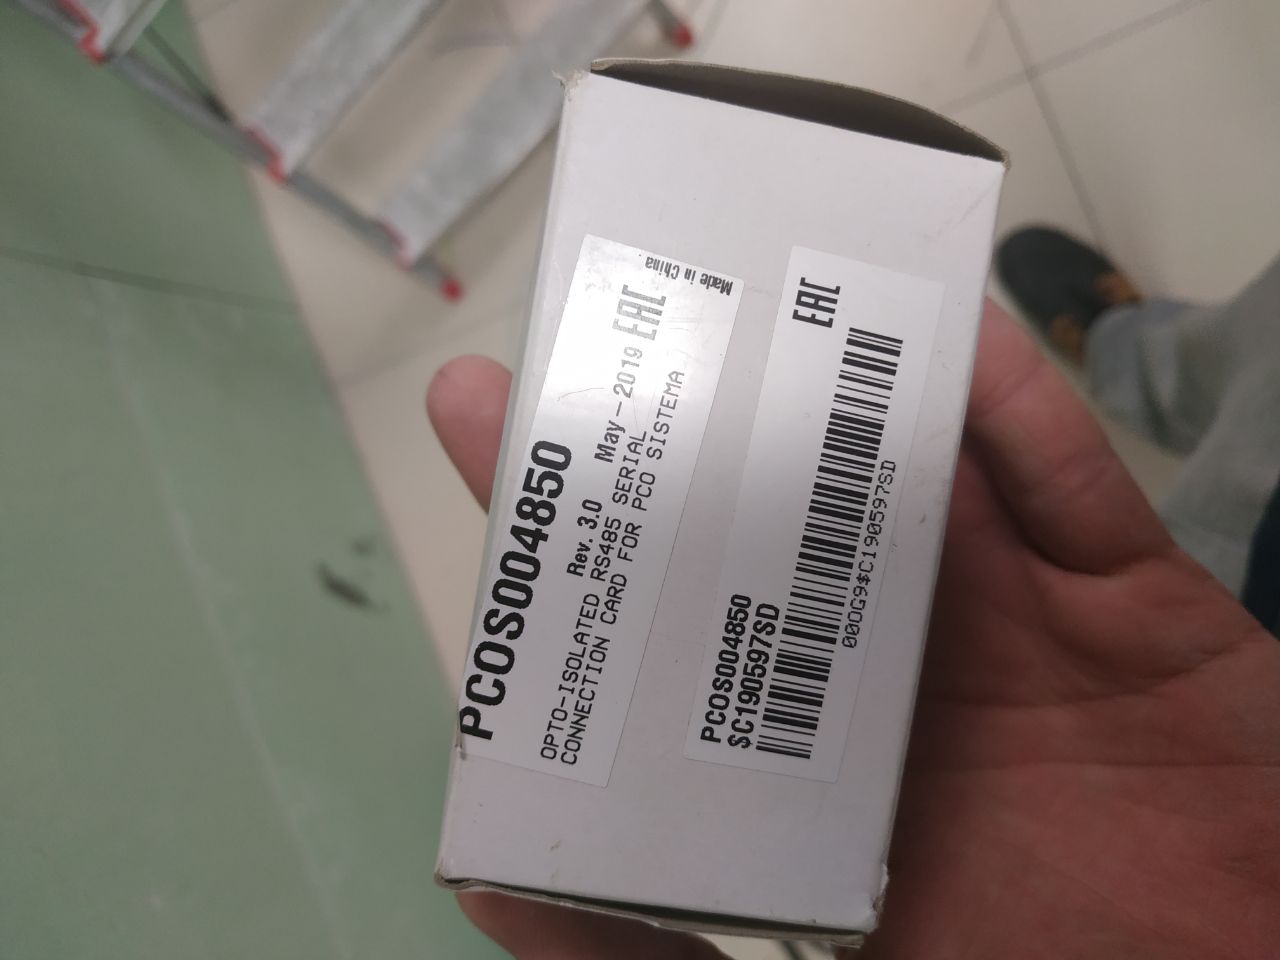 PCOS004850
Rev. 3.0 May-2019 EAC
OPTO-ISOLATED RS485 SERIAL
CONNECTION CARD FOR PCO SISTEMA
Made in China
EAC
PCOS004850
$C190597SD
000G9$C190597SD